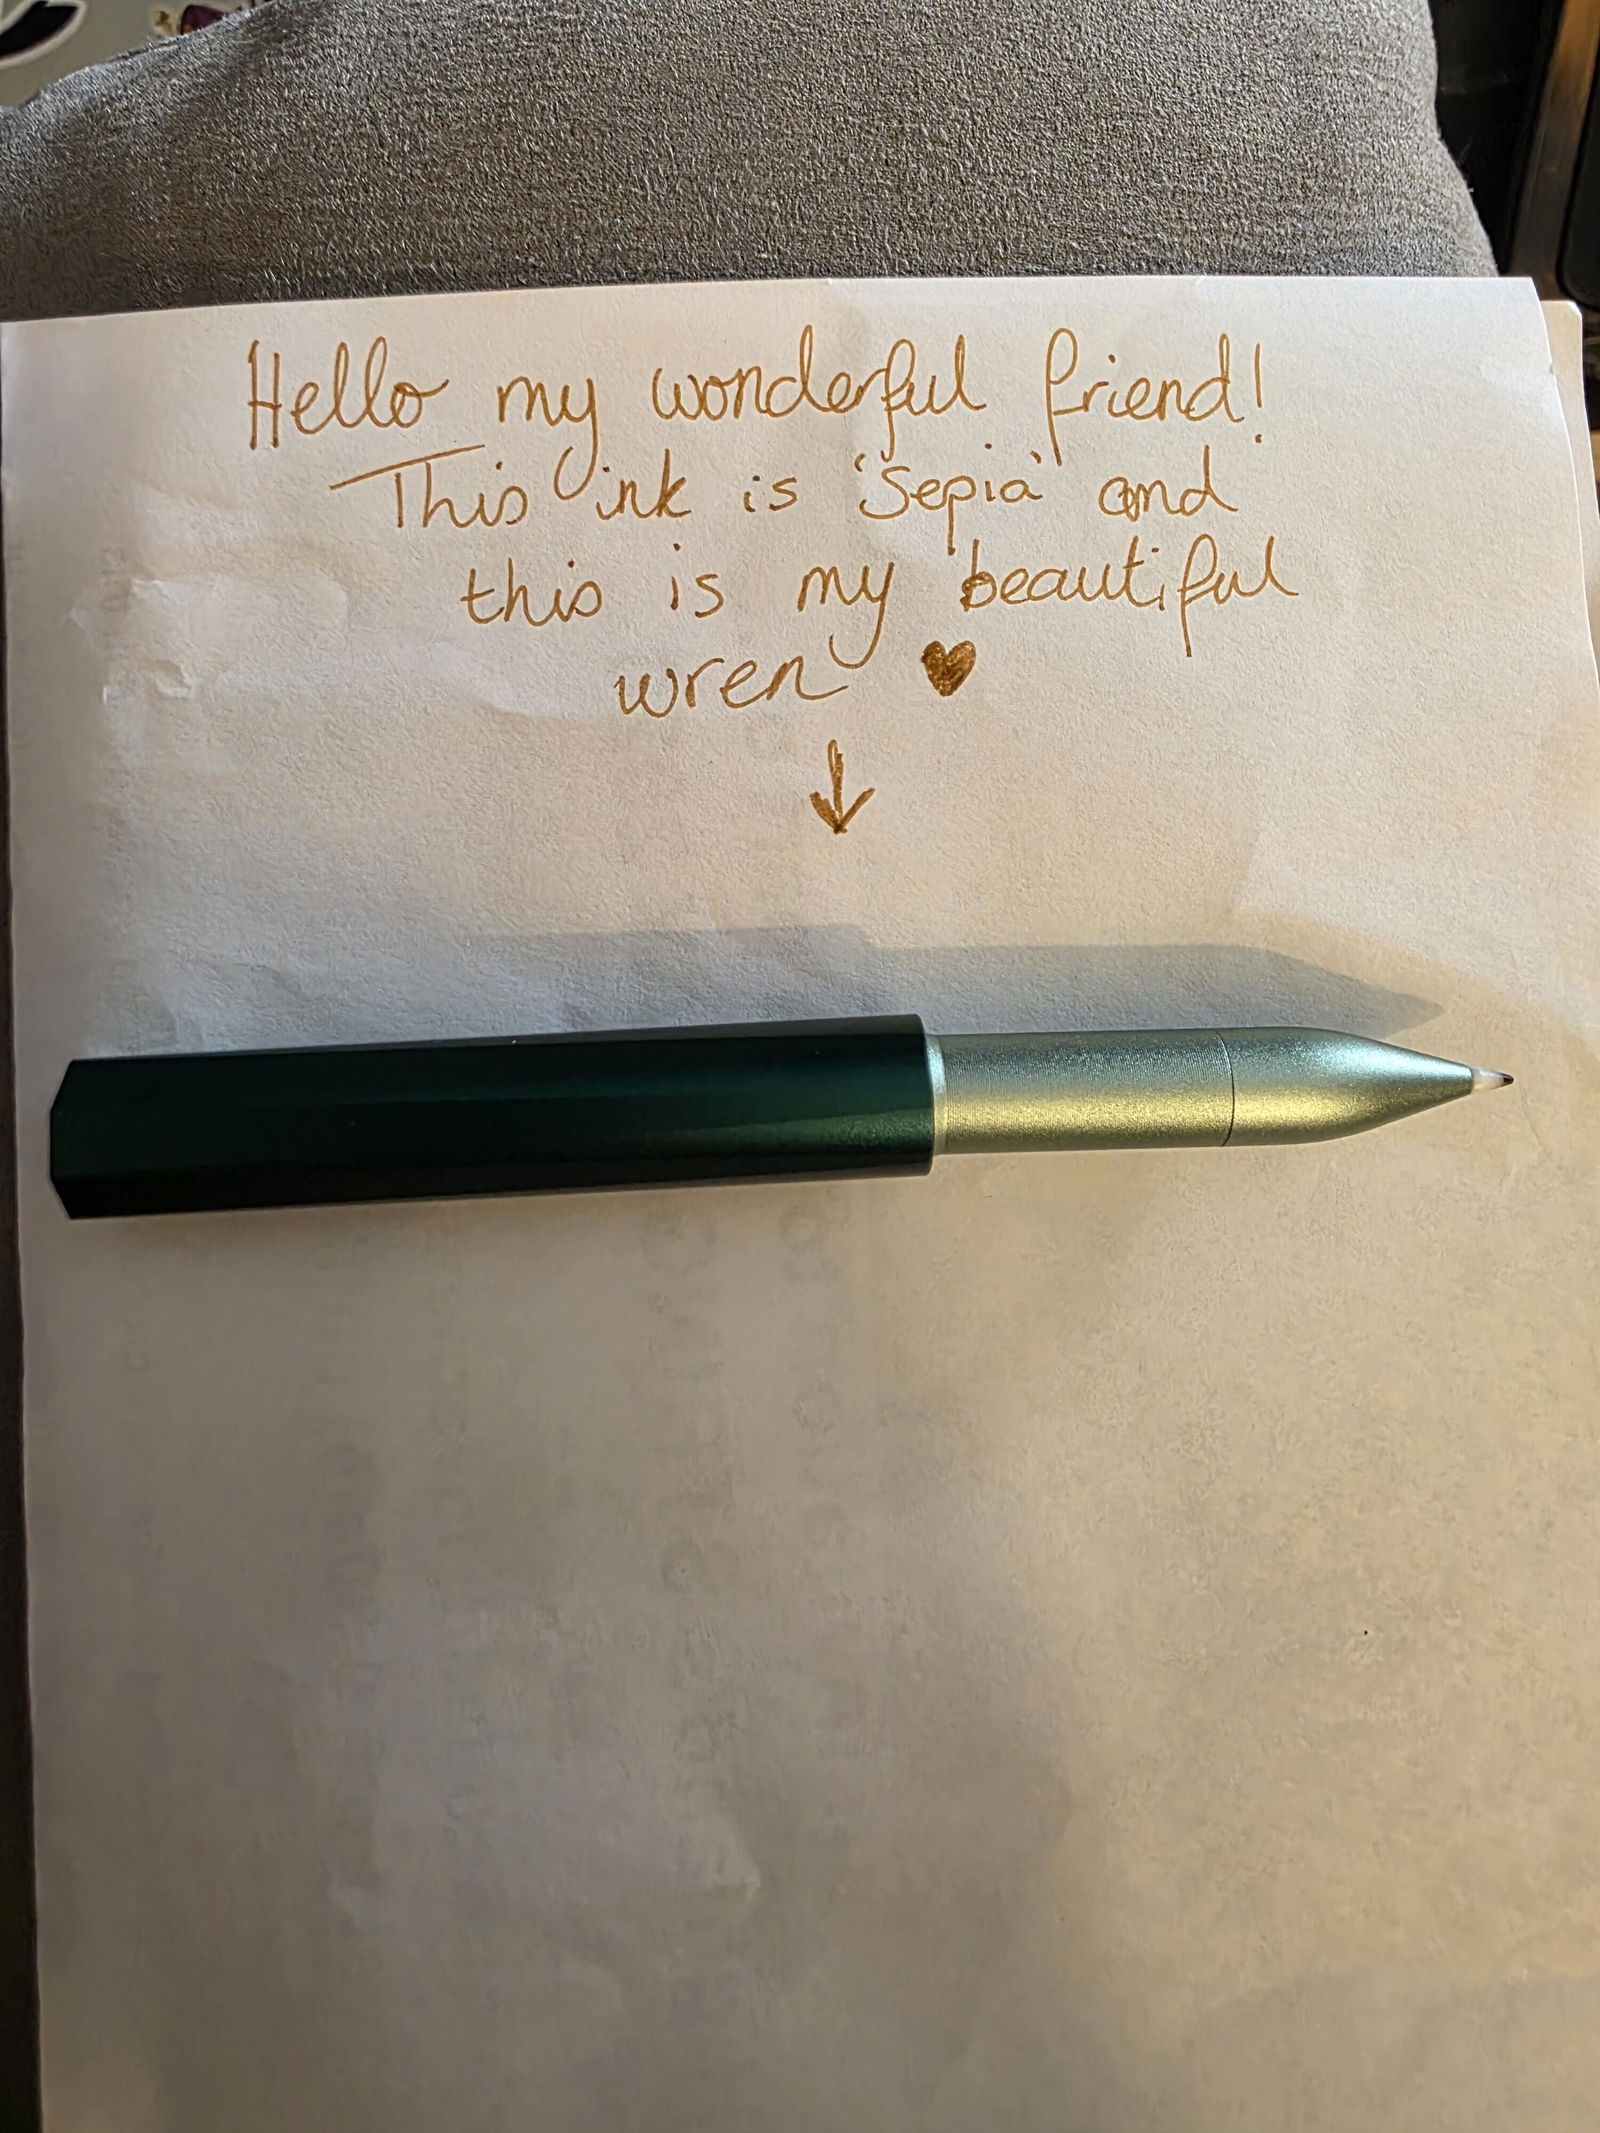 Hello my wonderful friend!
This ink is 'Sepia' and
this is my beautiful
wren ♥
↓